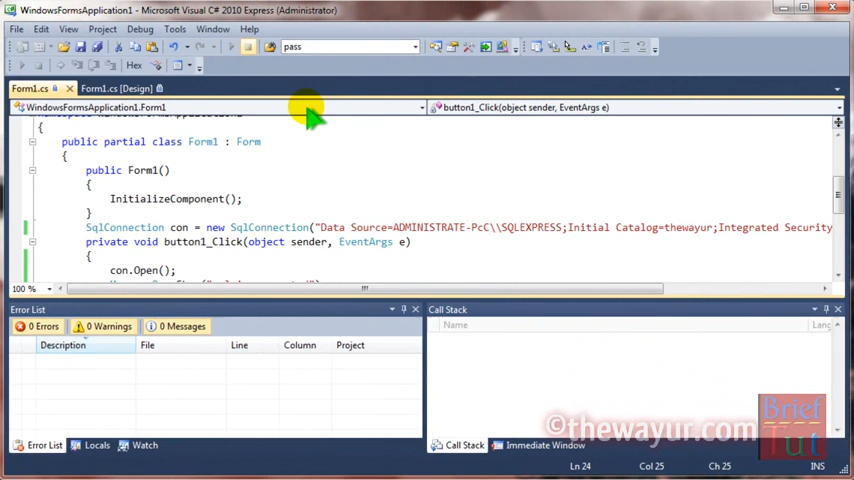 WindowsFormsApplication1 - Microsoft Visual C# 2010 Express (Administrator)
File Edit View Project Debug Tools Window Help
pass
Hex
Form1.cs Form1.cs [Design]
WindowsFormsApplication1.Form1 button1_Click(object sender, EventArgs e)
{
public partial class Form1 : Form
{
public Form1()
{
InitializeComponent();
}
SqlConnection con = new SqlConnection("Data Source=ADMINISTRATE-PcC\\SQLEXPRESS;Initial Catalog=thewayur;Integrated Security
private void button1_Click(object sender, EventArgs e)
{
con.Open();
100 %
Error List Call Stack
0 Errors 0 Warnings 0 Messages Name Lang
Description File Line Column Project
©thewayur.com
Brief
Tut
Error List Locals Watch Call Stack Immediate Window
Ln 24 Col 25 Ch 25 INS